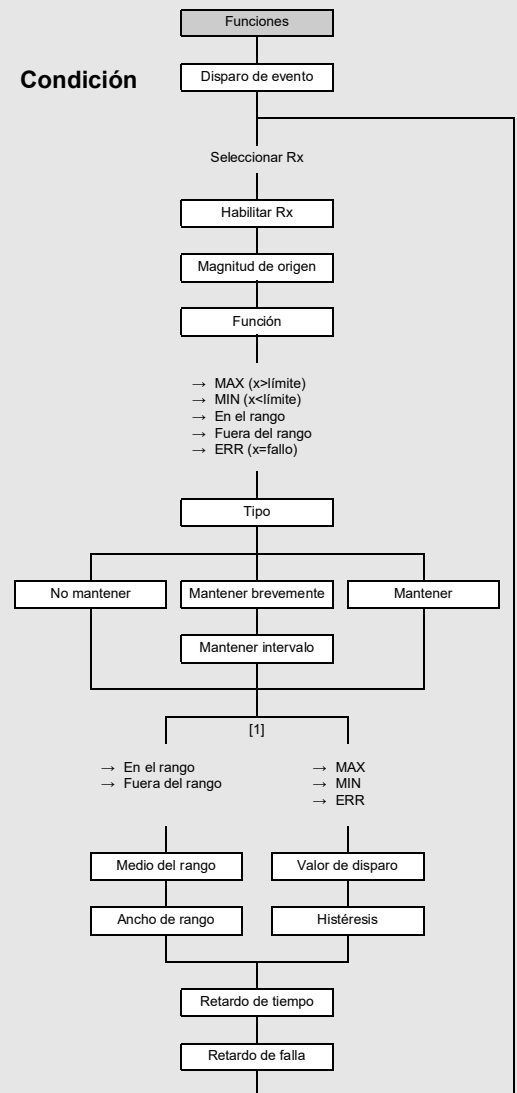 Funciones
Condición
Disparo de evento
Seleccionar Rx
Habilitar Rx
Magnitud de origen
Función
→ MAX (x>límite)
→ MIN (x<límite)
→ En el rango
→ Fuera del rango
→ ERR (x=fallo)
Tipo
No mantener
Mantener brevemente
Mantener
Mantener intervalo
[1]
→ En el rango
→ Fuera del rango
→ MAX
→ MIN
→ ERR
Medio del rango
Valor de disparo
Ancho de rango
Histéresis
Retardo de tiempo
Retardo de falla